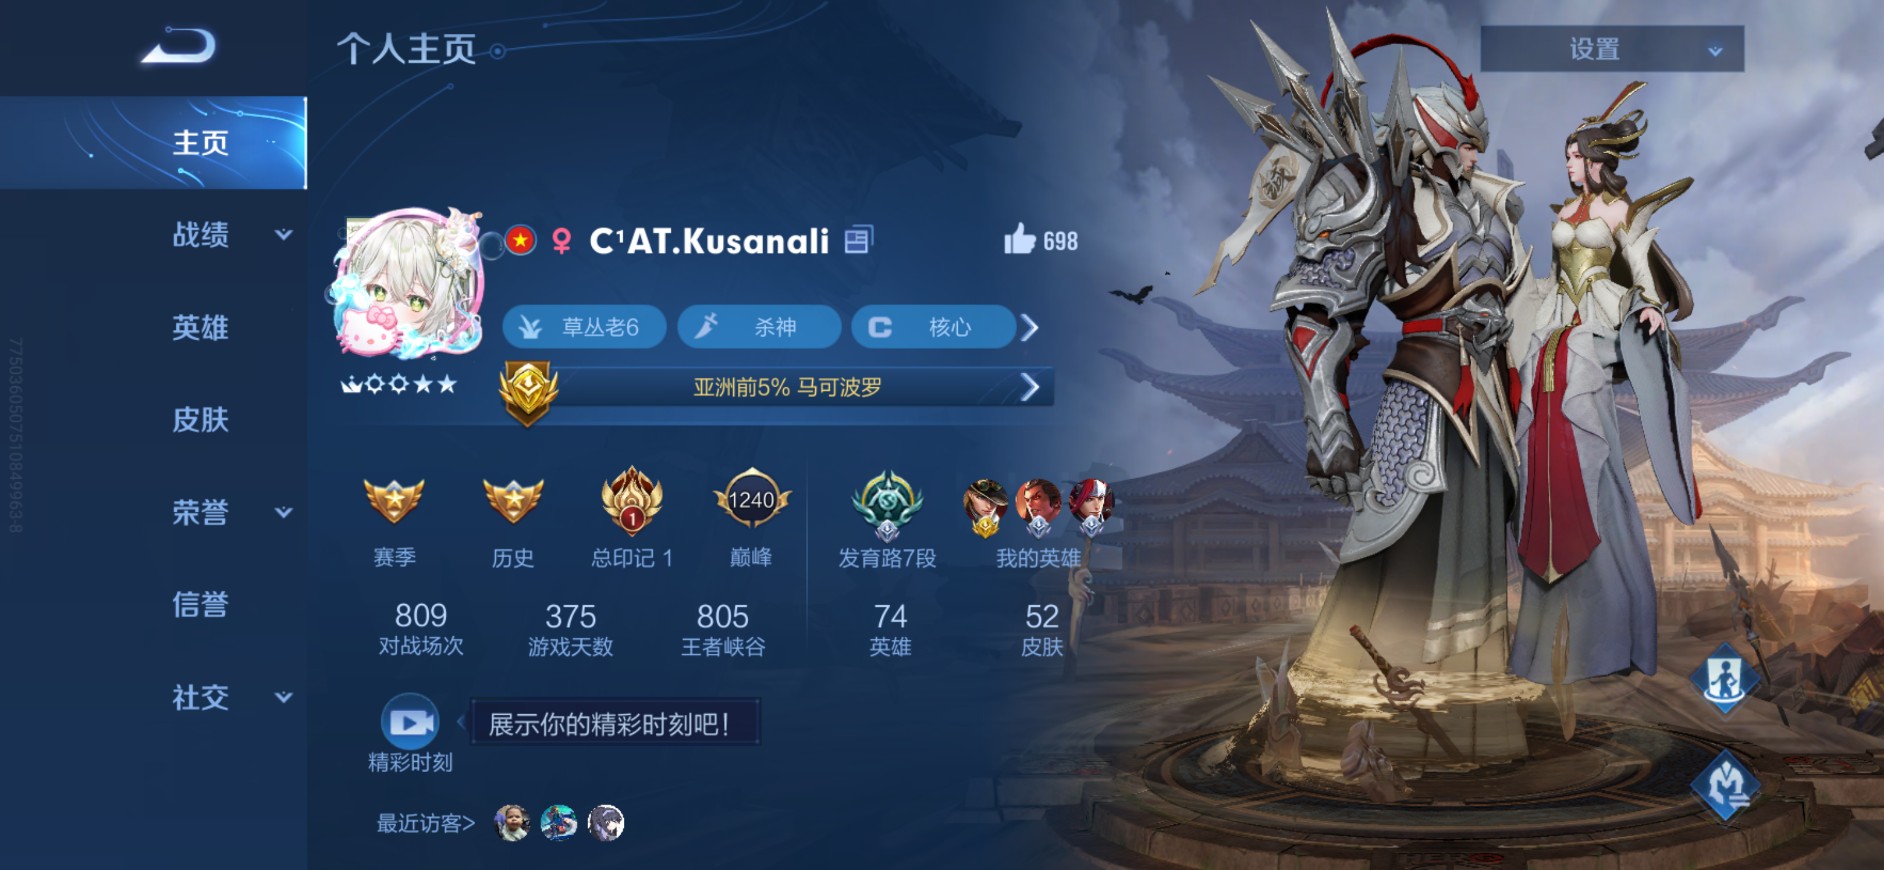 个人主页
设置
主页
战绩
英雄
皮肤
荣誉
信誉
社交
C¹AT.Kusanali
698
草丛老6
杀神
核心
亚洲前5% 马可波罗
1
1240
赛季
历史
总印记 1
巅峰
发育路7段
我的英雄
809
375
805
74
52
对战场次
游戏天数
王者峡谷
英雄
皮肤
展示你的精彩时刻吧！
精彩时刻
最近访客>